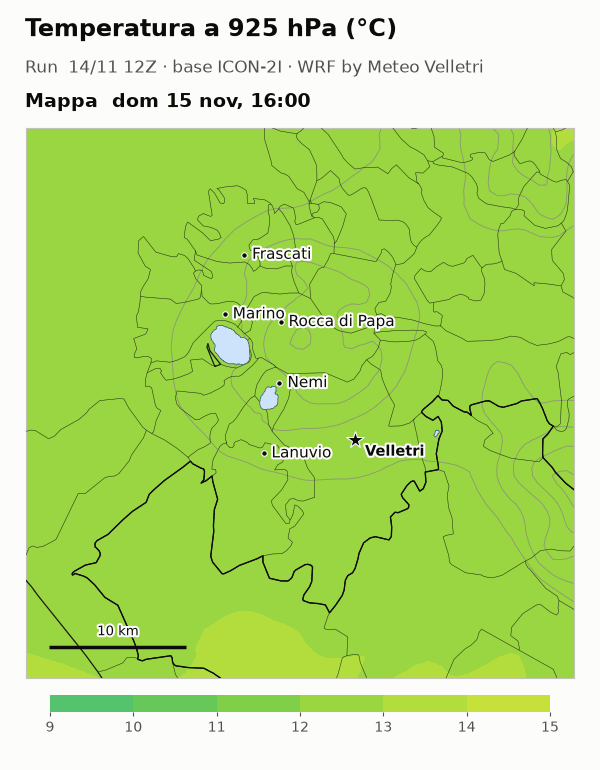 Temperatura a 925 hPa (°C)
Run  14/11 12Z · base ICON-2I · WRF by Meteo Velletri
Mappa  dom 15 nov, 16:00
Frascati
Marino
Rocca di Papa
Nemi
Velletri
Lanuvio
10 km
9 10 11 12 13 14 15